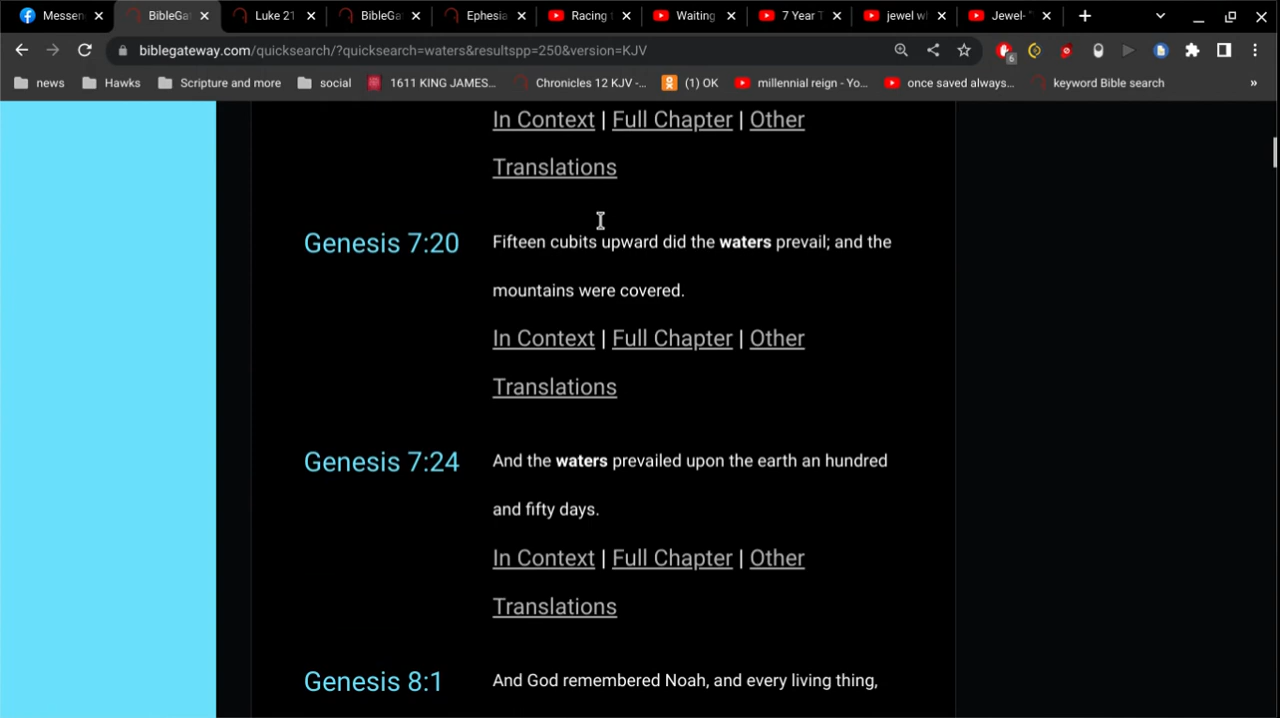 Messen BibleGa Luke 21 BibleGa Ephesia Racing f Waiting 7 Year T jewel wh Jewel-
biblegateway.com/quicksearch/?quicksearch=waters&resultspp=250&version=KJV
6
news Hawks Scripture and more social 1611 KING JAMES... Chronicles 12 KJV -... (1) OK millennial reign - Yo... once saved always... keyword Bible search »
In Context | Full Chapter | Other
Translations
Genesis 7:20 Fifteen cubits upward did the waters prevail; and the
mountains were covered.
In Context | Full Chapter | Other
Translations
Genesis 7:24 And the waters prevailed upon the earth an hundred
and fifty days.
In Context | Full Chapter | Other
Translations
Genesis 8:1 And God remembered Noah, and every living thing,